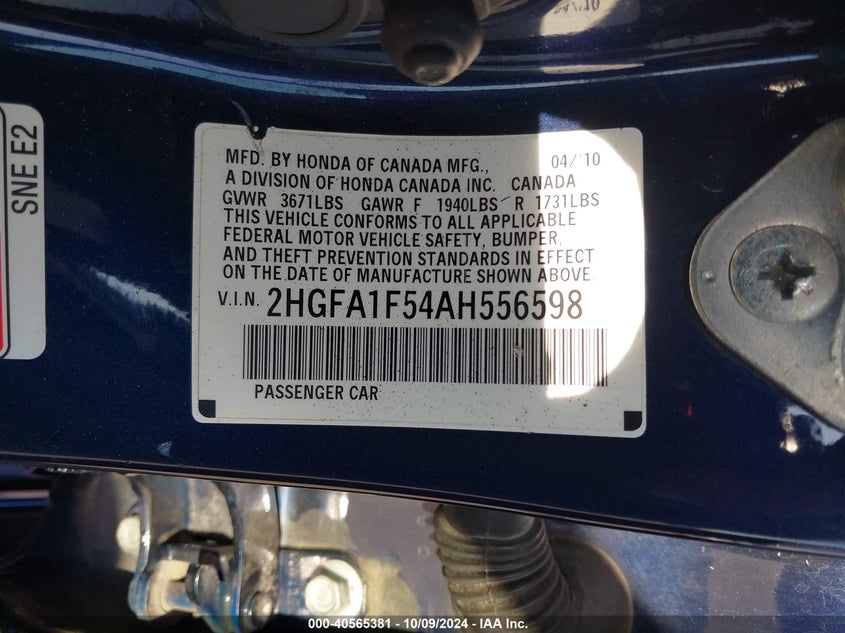 04/'10
SNE E2
MFD. BY HONDA OF CANADA MFG., 04/'10
A DIVISION OF HONDA CANADA INC. CANADA
GVWR 3671LBS GAWR F 1940LBS R 1731LBS
THIS VEHICLE CONFORMS TO ALL APPLICABLE
FEDERAL MOTOR VEHICLE SAFETY, BUMPER,
AND THEFT PREVENTION STANDARDS IN EFFECT
ON THE DATE OF MANUFACTURE SHOWN ABOVE.
V.I.N. 2HGFA1F54AH556598
PASSENGER CAR
000-40565381 - 10/09/2024 - IAA Inc.